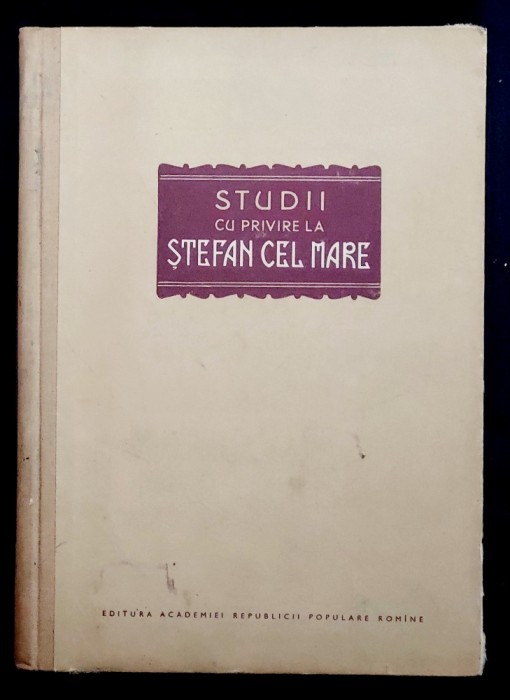 STUDII
CU PRIVIRE LA
ȘTEFAN CEL MARE
EDITURA ACADEMIEI REPUBLICII POPULARE ROMÎNE